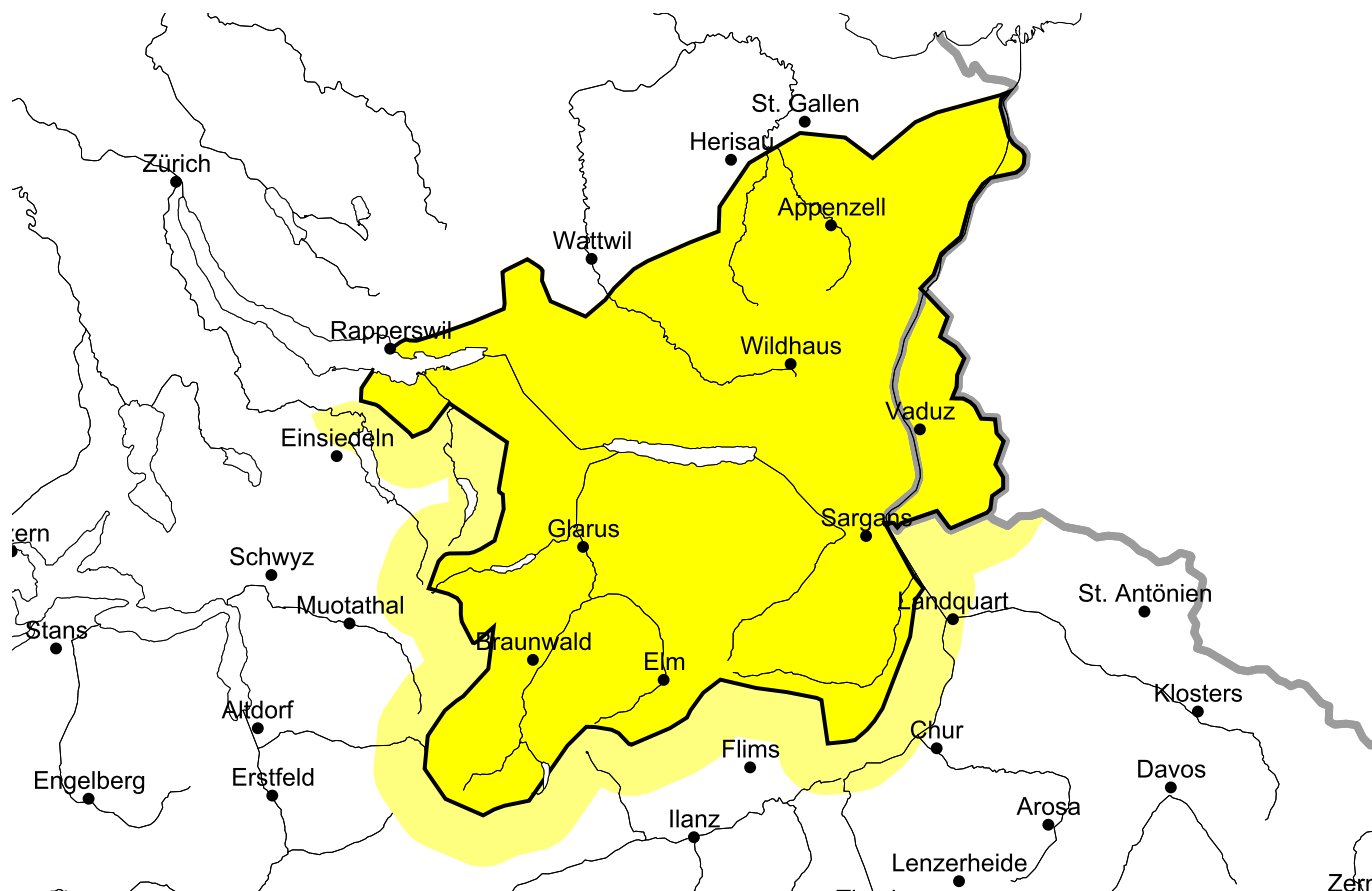 St. Gallen
Herisau
Zürich
Appenzell
Wattwil
Rapperswil
Wildhaus
Vaduz
Einsiedeln
Sargans
Glarus
zern
Schwyz
St. Antönien
Muotathal
Landquart
Stans
Braunwald
Elm
Klosters
Altdorf
Chur
Flims
Davos
Engelberg
Erstfeld
Arosa
Ilanz
Lenzerheide